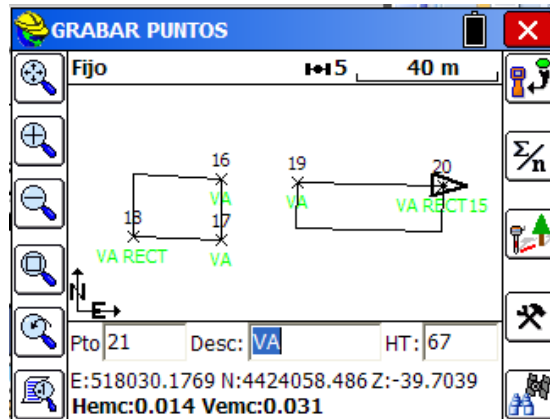 GRABAR PUNTOS
Fijo 5 40 m
16 19 20
VA VA VA RECT15
18 17
VA RECT VA
N
E
Σ/n
Pto 21 Desc: VA HT: 67
E:518030.1769 N:4424058.486 Z:-39.7039
Hemc:0.014 Vemc:0.031